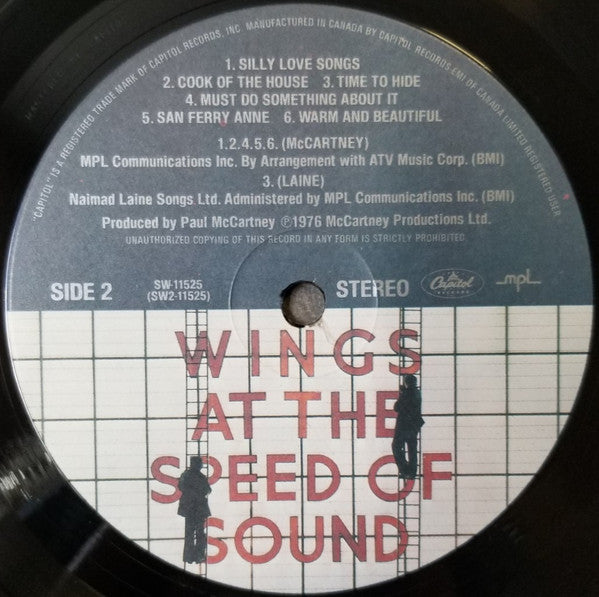 "CAPITOL" IS A REGISTERED TRADE MARK OF CAPITOL RECORDS, INC. MANUFACTURED IN CANADA BY CAPITOL RECORDS-EMI OF CANADA LIMITED REGISTERED USER.
1. SILLY LOVE SONGS
2. COOK OF THE HOUSE 3. TIME TO HIDE
4. MUST DO SOMETHING ABOUT IT
5. SAN FERRY ANNE 6. WARM AND BEAUTIFUL
1.2.4.5.6. (McCARTNEY)
MPL Communications Inc. By Arrangement with ATV Music Corp. (BMI)
3. (LAINE)
Naimad Laine Songs Ltd. Administered by MPL Communications Inc. (BMI)
Produced by Paul McCartney ℗1976 McCartney Productions Ltd.
UNAUTHORIZED COPYING OF THIS RECORD IN ANY FORM IS STRICTLY PROHIBITED.
SIDE 2 SW-11525 STEREO Capitol mpl
(SW2-11525) RECORDS
WINGS
AT THE
SPEED OF
SOUND